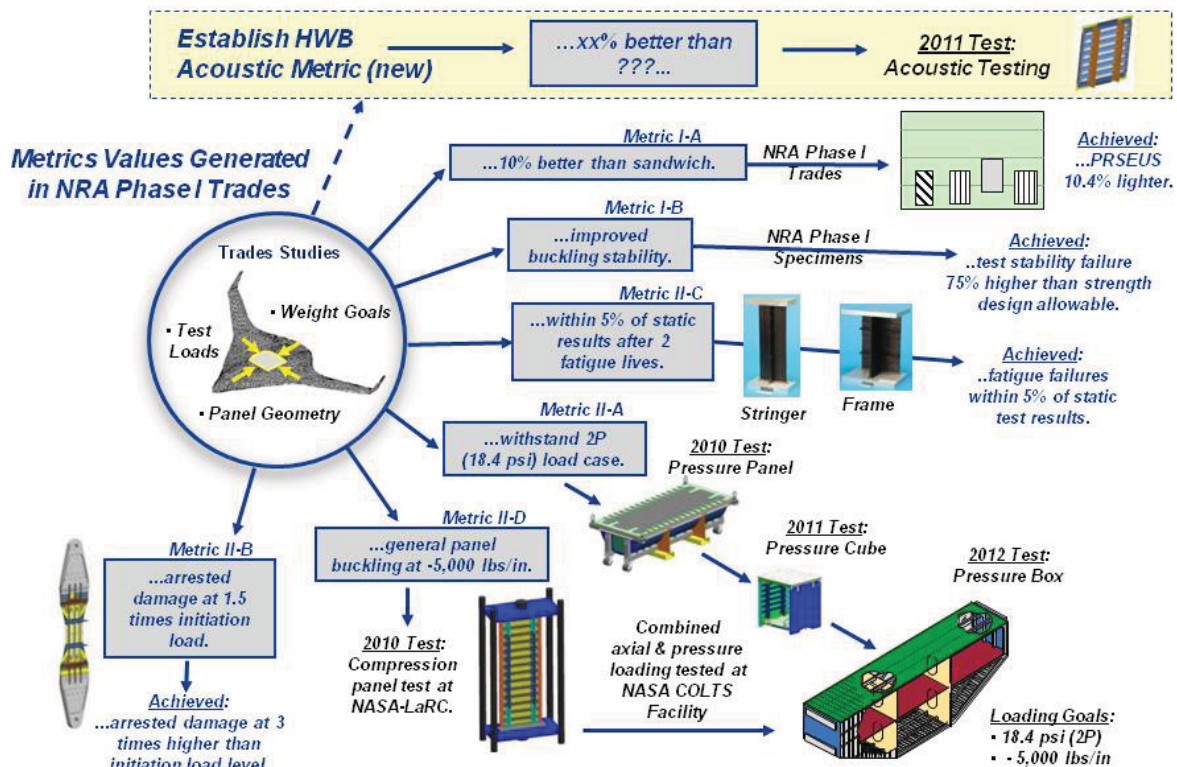 Establish HWB
Acoustic Metric (new)
...xx% better than
???...
2011 Test:
Acoustic Testing
Metrics Values Generated
in NRA Phase I Trades
Metric I-A
...10% better than sandwich.
NRA Phase I
Trades
Achieved:
...PRSEUS
10.4% lighter.
Metric I-B
...improved
buckling stability.
NRA Phase I
Specimens
Achieved:
..test stability failure
75% higher than strength
design allowable.
Trades Studies
▪ Weight Goals
▪ Test
Loads
▪ Panel Geometry
Metric II-C
...within 5% of static
results after 2
fatigue lives.
Stringer
Frame
Achieved:
..fatigue failures
within 5% of static
test results.
Metric II-A
...withstand 2P
(18.4 psi) load case.
2010 Test:
Pressure Panel
2011 Test:
Pressure Cube
2012 Test:
Pressure Box
Metric II-D
...general panel
buckling at -5,000 lbs/in.
2010 Test:
Compression
panel test at
NASA-LaRC.
Metric II-B
...arrested
damage at 1.5
times initiation
load.
Achieved:
...arrested damage at 3
times higher than
initiation load level
Combined
axial & pressure
loading tested at
NASA COLTS
Facility
Loading Goals:
▪ 18.4 psi (2P)
▪ - 5,000 lbs/in